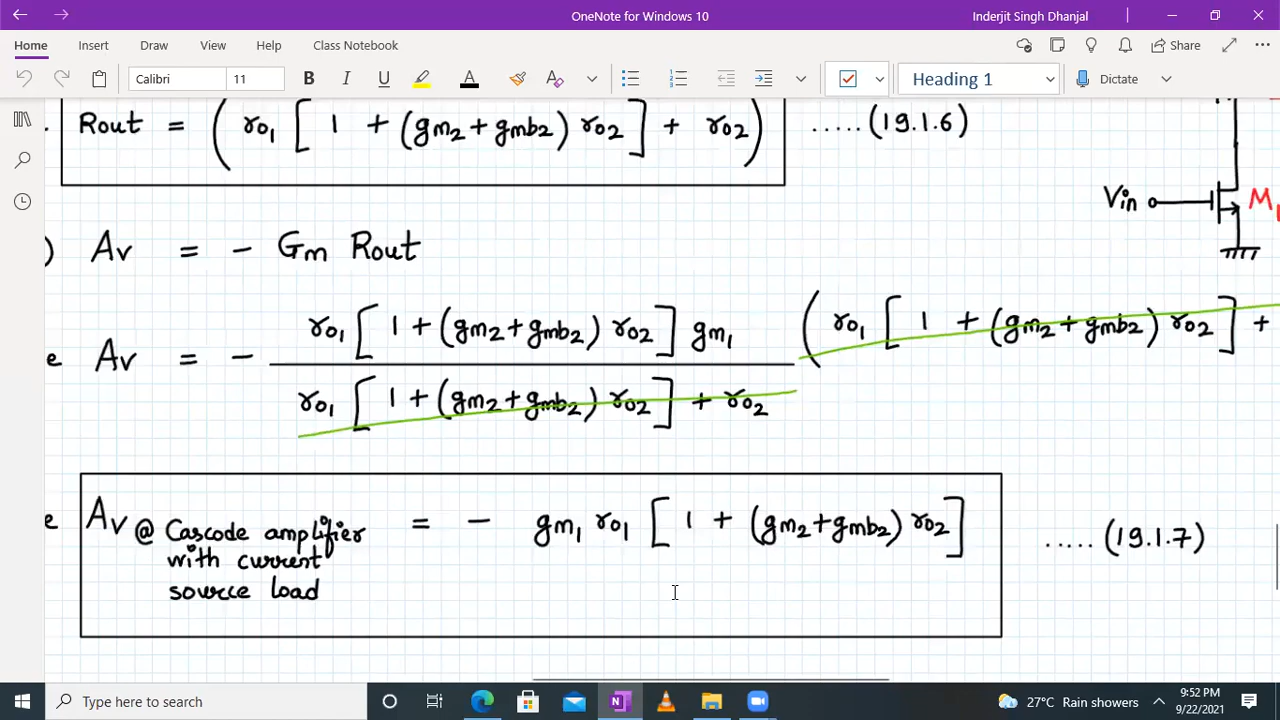 OneNote for Windows 10
Inderjit Singh Dhanjal
Home Insert Draw View Help Class Notebook
Share
Calibri 11 B I U A Heading 1 Dictate
Rout = (ro1 [1 + (gm2 + gmb2) ro2] + ro2) .....(19.1.6)
Vin M
) Av = - Gm Rout
e Av = - ro1 [1 + (gm2 + gmb2) ro2] gm1 (ro1 [1 + (gm2 + gmb2) ro2] +
ro1 [1 + (gm2 + gmb2) ro2] + ro2
e Av @ Cascode amplifier = - gm1 ro1 [1 + (gm2 + gmb2) ro2] .....(19.1.7)
with current
source load
Type here to search
27°C Rain showers
9:52 PM
9/22/2021